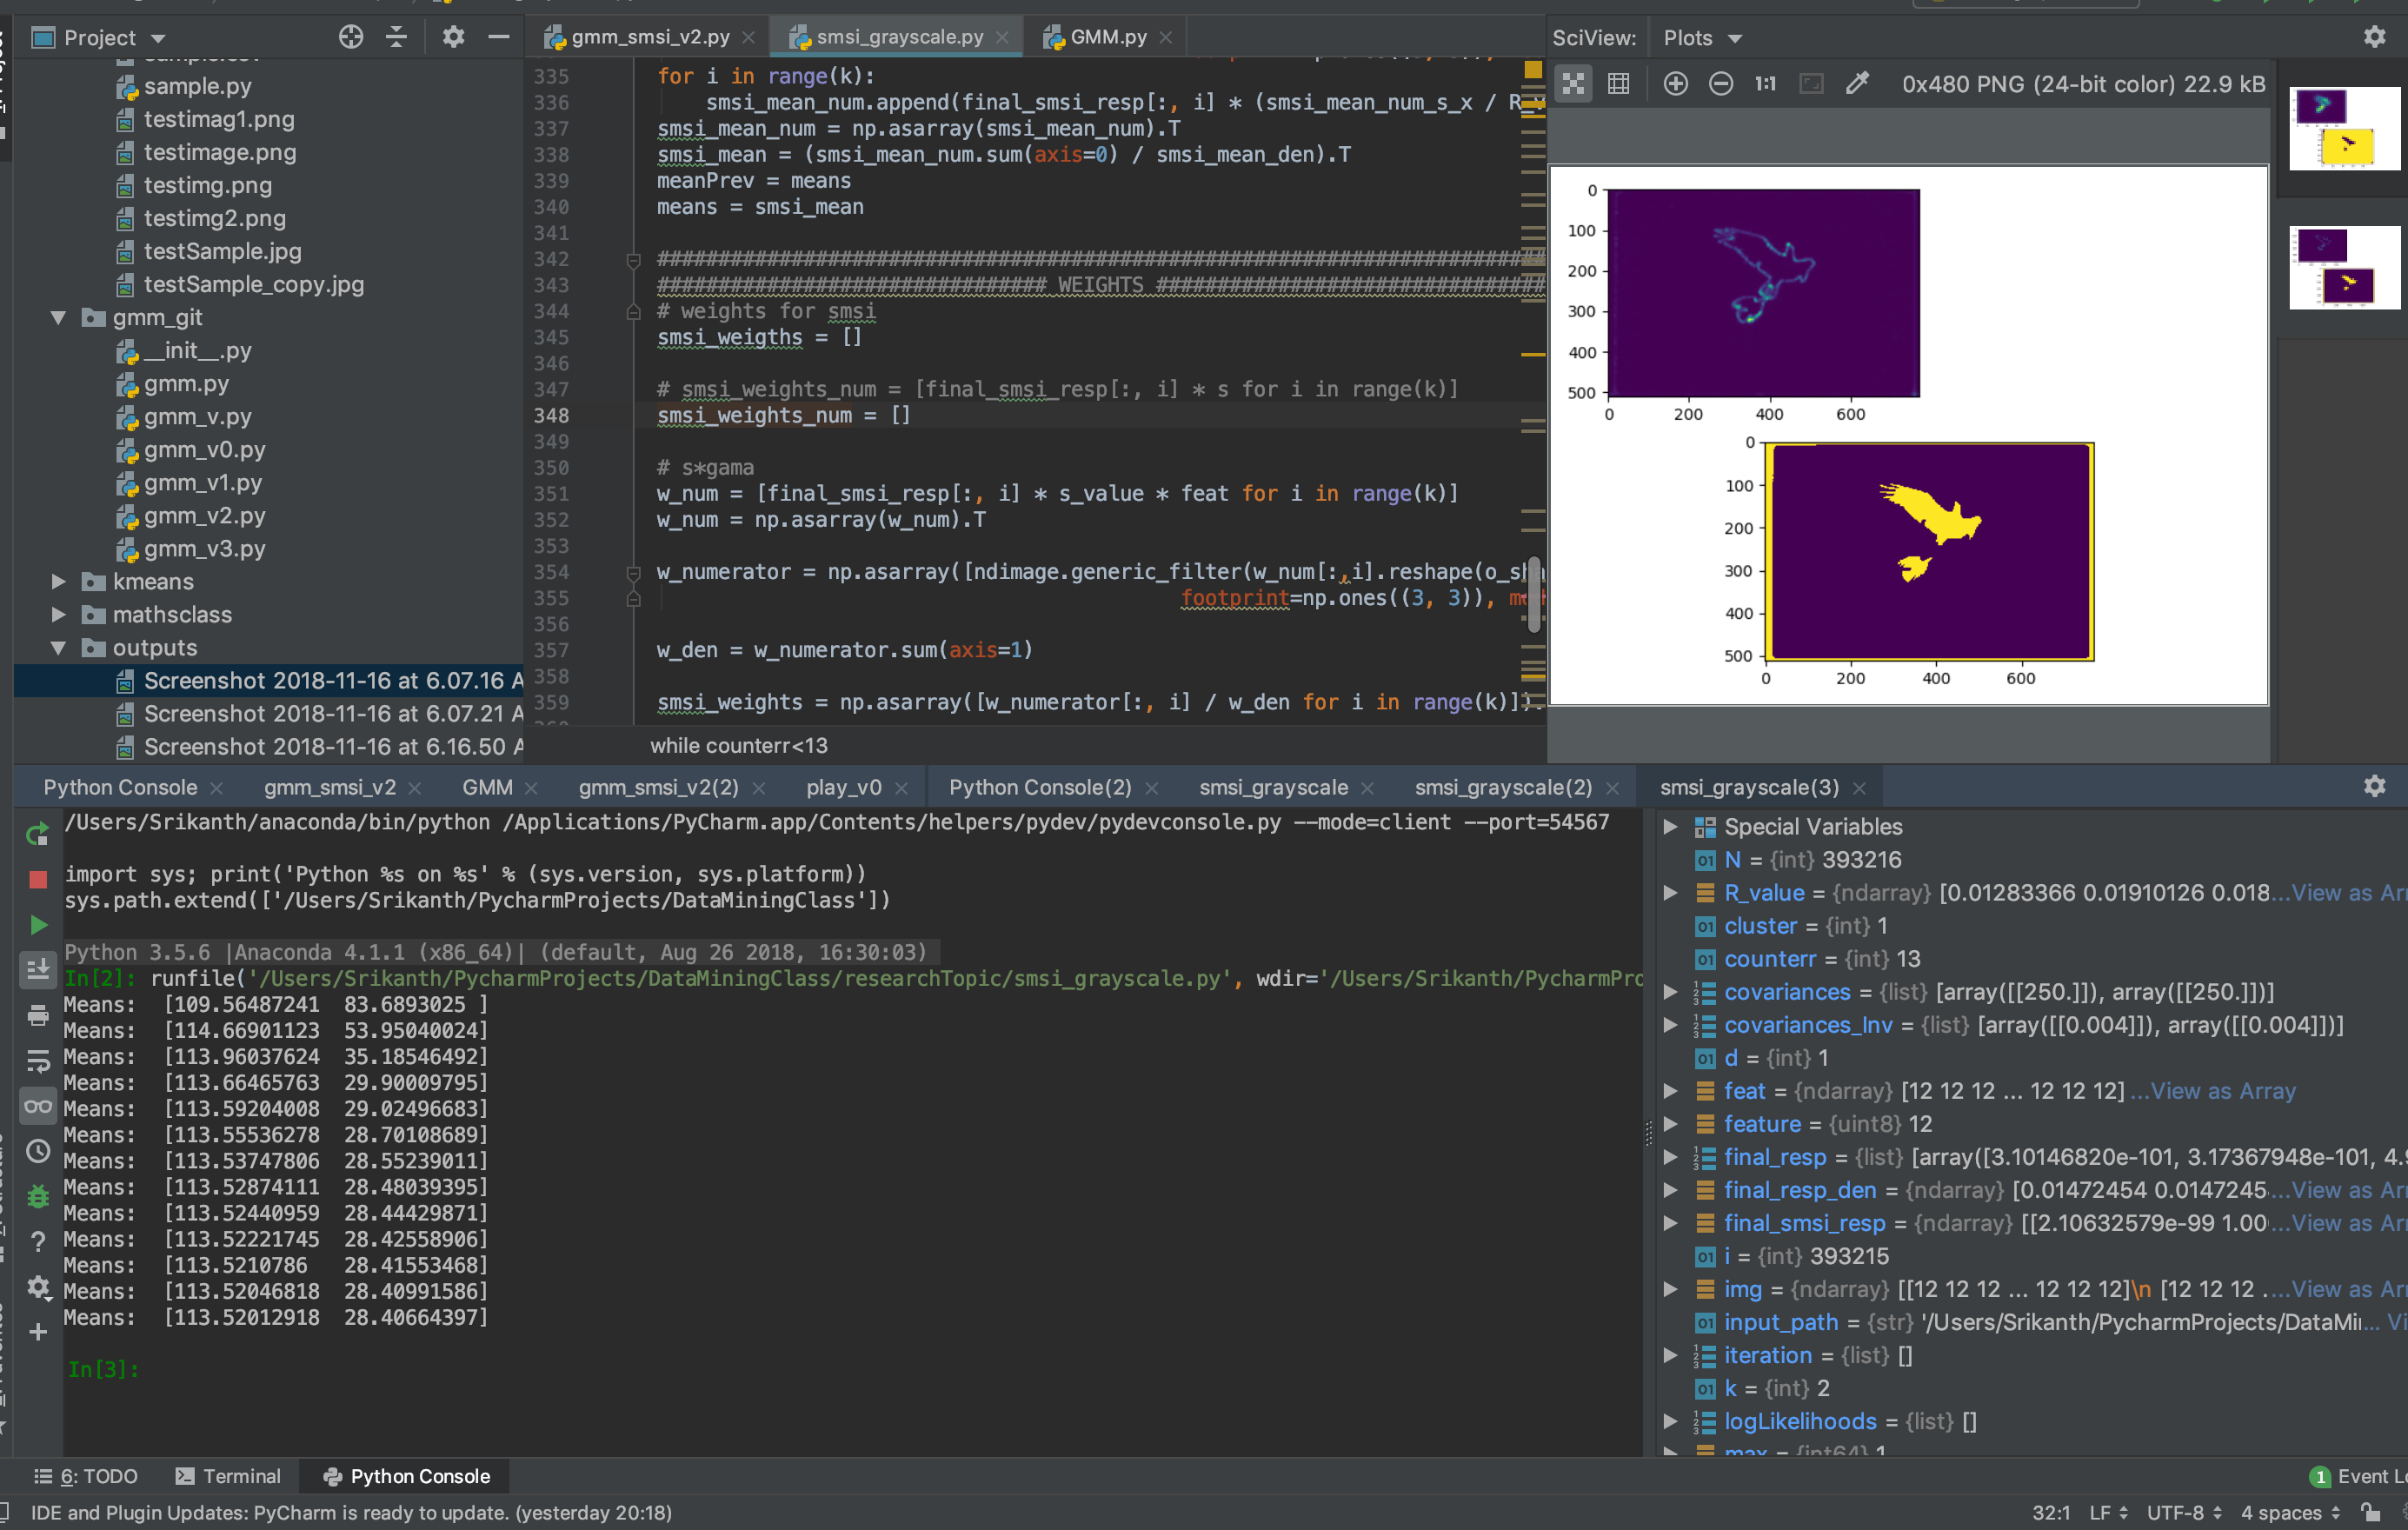 Project
gmm_smsi_v2.py
smsi_grayscale.py
GMM.py
SciView:
Plots
sample.py
testimag1.png
testimage.png
testimg.png
testimg2.png
testSample.jpg
testSample_copy.jpg
gmm_git
__init__.py
gmm.py
gmm_v.py
gmm_v0.py
gmm_v1.py
gmm_v2.py
gmm_v3.py
kmeans
mathsclass
outputs
Screenshot 2018-11-16 at 6.07.16 A
Screenshot 2018-11-16 at 6.07.21 A
Screenshot 2018-11-16 at 6.16.50 A
335 for i in range(k):
336 smsi_mean_num.append(final_smsi_resp[:, i] * (smsi_mean_num_s_x / R_v
337 smsi_mean_num = np.asarray(smsi_mean_num).T
338 smsi_mean = (smsi_mean_num.sum(axis=0) / smsi_mean_den).T
339 meanPrev = means
340 means = smsi_mean
341
342 #########################################################################
343 ################################ WEIGHTS ################################
344 # weights for smsi
345 smsi_weigths = []
346
347 # smsi_weights_num = [final_smsi_resp[:, i] * s for i in range(k)]
348 smsi_weights_num = []
349
350 # s*gama
351 w_num = [final_smsi_resp[:, i] * s_value * feat for i in range(k)]
352 w_num = np.asarray(w_num).T
353
354 w_numerator = np.asarray([ndimage.generic_filter(w_num[:,i].reshape(o_sha
355 footprint=np.ones((3, 3)),
356
357 w_den = w_numerator.sum(axis=1)
358
359 smsi_weights = np.asarray([w_numerator[:, i] / w_den for i in range(k)]).
while counterr<13
1:1
0x480 PNG (24-bit color) 22.9 kB
0
100
200
300
400
500
0 200 400 600
0
100
200
300
400
500
0 200 400 600
Python Console
gmm_smsi_v2
GMM
gmm_smsi_v2(2)
play_v0
Python Console(2)
smsi_grayscale
smsi_grayscale(2)
smsi_grayscale(3)
/Users/Srikanth/anaconda/bin/python /Applications/PyCharm.app/Contents/helpers/pydev/pydevconsole.py --mode=client --port=54567
import sys; print('Python %s on %s' % (sys.version, sys.platform))
sys.path.extend(['/Users/Srikanth/PycharmProjects/DataMiningClass'])
Python 3.5.6 |Anaconda 4.1.1 (x86_64)| (default, Aug 26 2018, 16:30:03)
In[2]: runfile('/Users/Srikanth/PycharmProjects/DataMiningClass/researchTopic/smsi_grayscale.py', wdir='/Users/Srikanth/PycharmPro
Means: [109.56487241 83.6893025 ]
Means: [114.66901123 53.95040024]
Means: [113.96037624 35.18546492]
Means: [113.66465763 29.90009795]
Means: [113.59204008 29.02496683]
Means: [113.55536278 28.70108689]
Means: [113.53747806 28.55239011]
Means: [113.52874111 28.48039395]
Means: [113.52440959 28.44429871]
Means: [113.52221745 28.42558906]
Means: [113.5210786 28.41553468]
Means: [113.52046818 28.40991586]
Means: [113.52012918 28.40664397]
In[3]:
Special Variables
N = {int} 393216
R_value = {ndarray} [0.01283366 0.01910126 0.018...View as Arr
cluster = {int} 1
counterr = {int} 13
covariances = {list} [array([[250.]]), array([[250.]])]
covariances_Inv = {list} [array([[0.004]]), array([[0.004]])]
d = {int} 1
feat = {ndarray} [12 12 12 ... 12 12 12] ...View as Array
feature = {uint8} 12
final_resp = {list} [array([3.10146820e-101, 3.17367948e-101, 4.9
final_resp_den = {ndarray} [0.01472454 0.0147245...View as Arr
final_smsi_resp = {ndarray} [[2.10632579e-99 1.00...View as Arr
i = {int} 393215
img = {ndarray} [[12 12 12 ... 12 12 12]\n [12 12 12 ....View as Arr
input_path = {str} '/Users/Srikanth/PycharmProjects/DataMi... Vi
iteration = {list} []
k = {int} 2
logLikelihoods = {list} []
max = {int64} 1
6: TODO
Terminal
Python Console
1 Event Lo
IDE and Plugin Updates: PyCharm is ready to update. (yesterday 20:18)
32:1 LF UTF-8 4 spaces